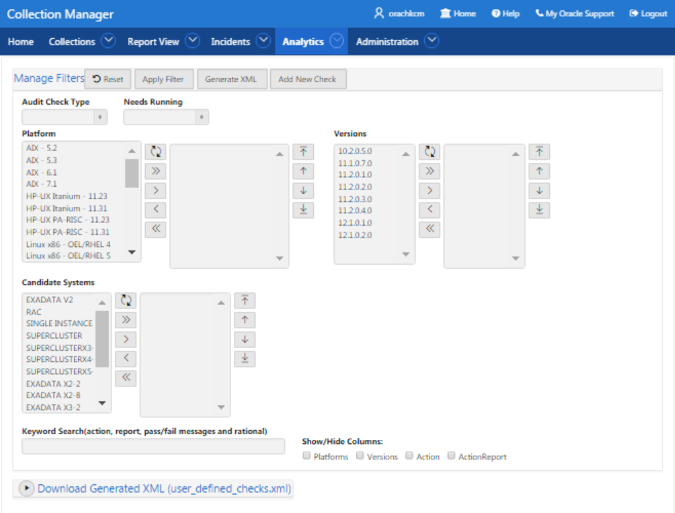 Collection Manager
orachkcm Home Help My Oracle Support Logout
Home Collections Report View Incidents Analytics Administration
Manage Filters Reset Apply Filter Generate XML Add New Check
Audit Check Type Needs Running
Platform
AIX - 5.2
AIX - 5.3
AIX - 6.1
AIX - 7.1
HP-UX Itanium - 11.23
HP-UX Itanium - 11.31
HP-UX PA-RISC - 11.23
HP-UX PA-RISC - 11.31
Linux x86 - OEL/RHEL 4
Linux x86 - OEL/RHEL 5
Versions
10.2.0.5.0
11.1.0.7.0
11.2.0.1.0
11.2.0.2.0
11.2.0.3.0
11.2.0.4.0
12.1.0.1.0
12.1.0.2.0
Candidate Systems
EXADATA V2
RAC
SINGLE INSTANCE
SUPERCLUSTER
SUPERCLUSTERX3-
SUPERCLUSTERX4-
SUPERCLUSTERX5-
EXADATA X2-2
EXADATA X2-8
EXADATA X3-2
Keyword Search(action, report, pass/fail messages and rational)
Show/Hide Columns:
Platforms Versions Action ActionReport
Download Generated XML (user_defined_checks.xml)